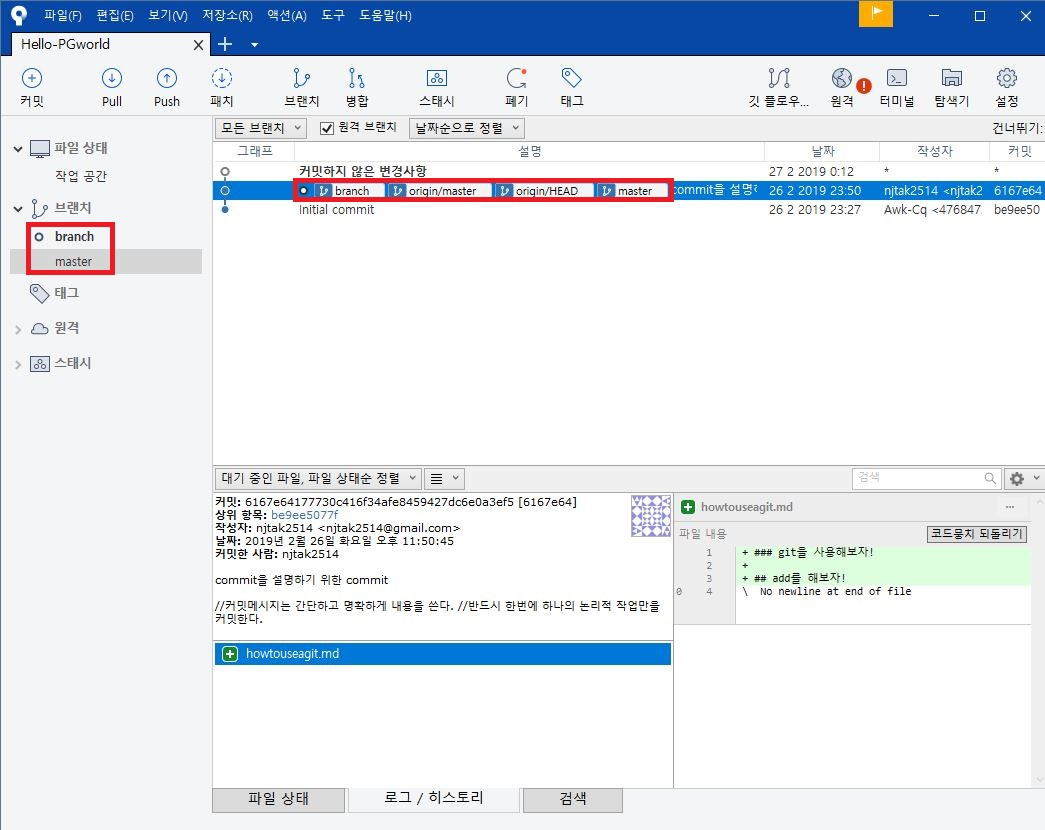 파일(F) 편집(E) 보기(V) 저장소(R) 액션(A) 도구 도움말(H)
Hello-PGworld
커밋 Pull Push 패치 브랜치 병합 스태시 폐기 태그 깃 플로우... 원격 터미널 탐색기 설정
파일 상태
작업 공간
브랜치
branch
master
태그
원격
스태시
모든 브랜치 원격 브랜치 날짜순으로 정렬 건너뛰기:
그래프 설명 날짜 작성자 커밋
커밋하지 않은 변경사항 27 2 2019 0:12 * *
branch origin/master origin/HEAD master commit을 설명하 26 2 2019 23:50 njtak2514 <njtak2 6167e64
Initial commit 26 2 2019 23:27 Awk-Cq <476847 be9ee50
대기 중인 파일, 파일 상태순 정렬 검색
커밋: 6167e64177730c416f34afe8459427dc6e0a3ef5 [6167e64]
상위 항목: be9ee5077f
작성자: njtak2514 <njtak2514@gmail.com>
날짜: 2019년 2월 26일 화요일 오후 11:50:45
커밋한 사람: njtak2514
commit을 설명하기 위한 commit
//커밋메시지는 간단하고 명확하게 내용을 쓴다. //반드시 한번에 하나의 논리적 작업만을
커밋한다.
howtouseagit.md
howtouseagit.md ...
파일 내용 코드뭉치 되돌리기
1 + ### git을 사용해보자!
2 +
3 + ## add를 해보자!
0 4 \ No newline at end of file
파일 상태 로그 / 히스토리 검색